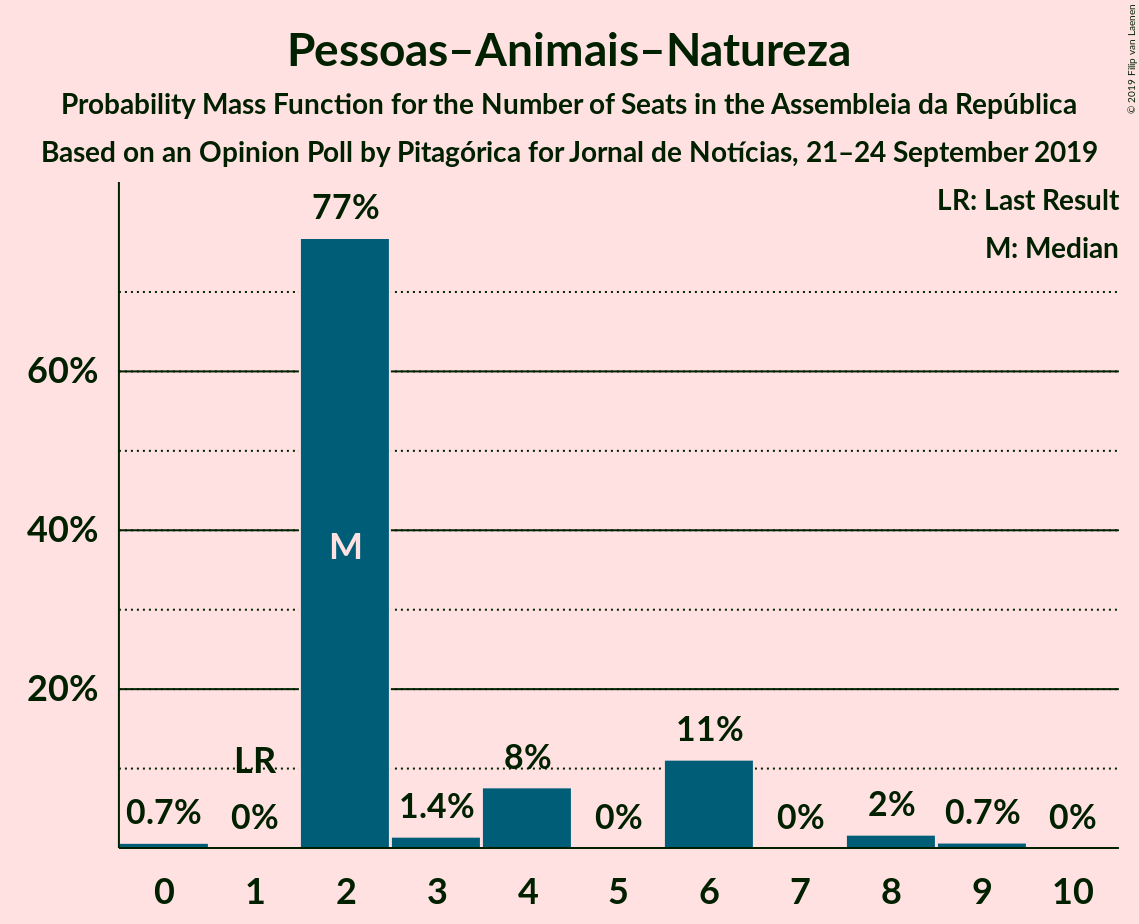 Pessoas–Animais–Natureza
Probability Mass Function for the Number of Seats in the Assembleia da República
Based on an Opinion Poll by Pitagórica for Jornal de Notícias, 21–24 September 2019
© 2019 Filip van Laenen
LR: Last Result
M: Median
77%
60%
40%
M
20%
11%
LR
8%
0.7%
0%
1.4%
0%
0%
2%
0.7%
0%
0 1 2 3 4 5 6 7 8 9 10